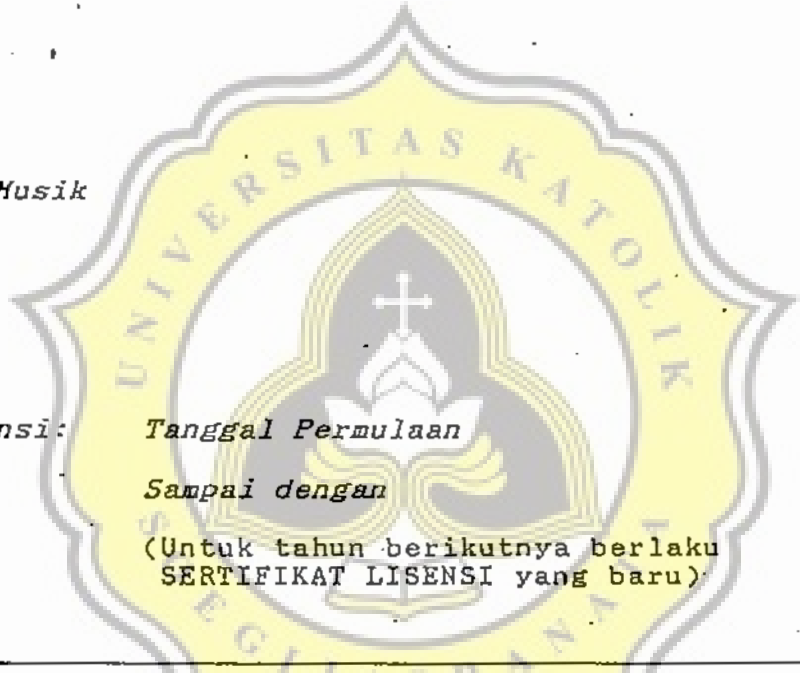 UNIVERSITAS KATOLIK
Musik
nsi: Tanggal Permulaan
Sampai dengan
(Untuk tahun berikutnya berlaku
SERTIFIKAT LISENSI yang baru)